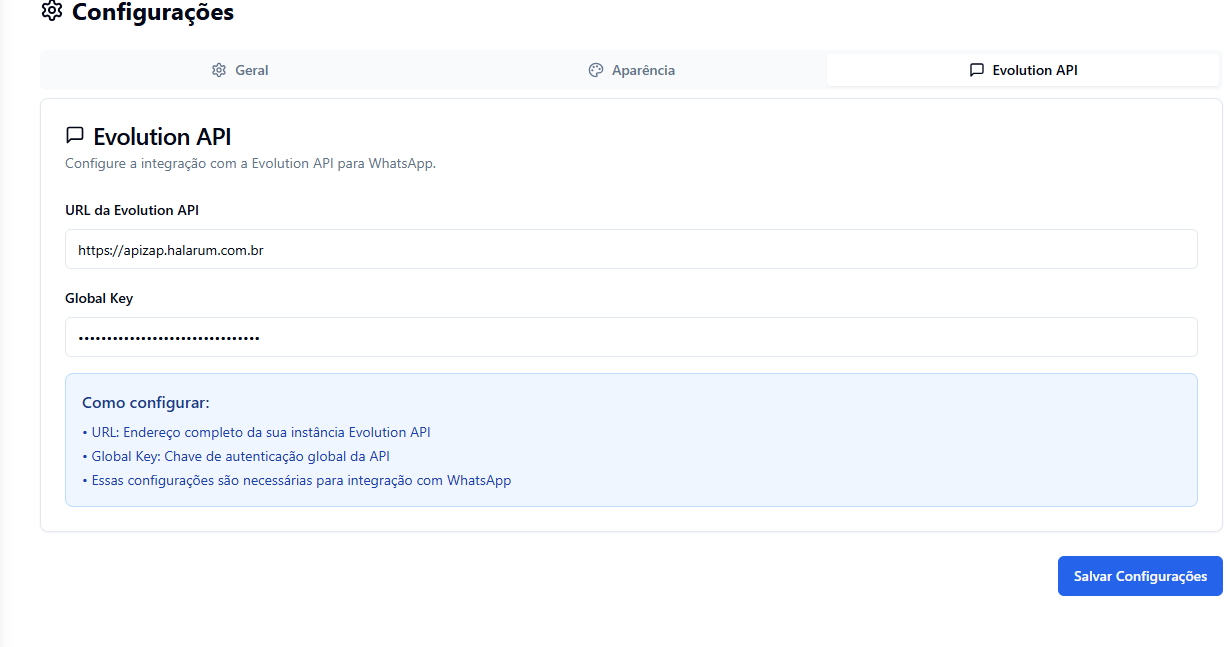 Configurações
Geral
Aparência
Evolution API
Evolution API
Configure a integração com a Evolution API para WhatsApp.
URL da Evolution API
https://apizap.halarum.com.br
Global Key
••••••••••••••••••••••••••••••••
Como configurar:
• URL: Endereço completo da sua instância Evolution API
• Global Key: Chave de autenticação global da API
• Essas configurações são necessárias para integração com WhatsApp
Salvar Configurações